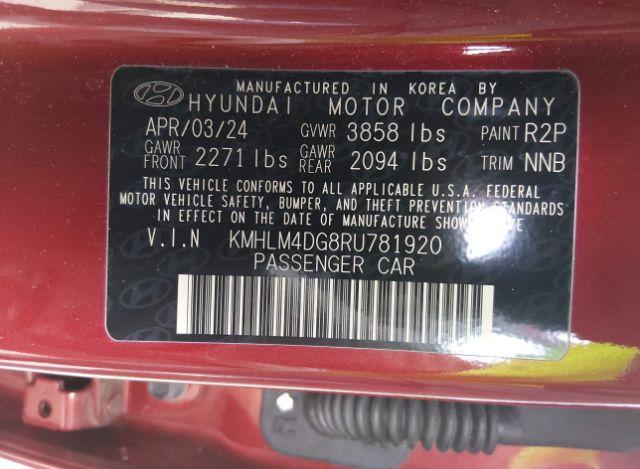 MANUFACTURED IN KOREA BY
HYUNDAI MOTOR COMPANY
APR/03/24 GVWR 3858 lbs PAINT R2P
GAWR FRONT 2271 lbs GAWR REAR 2094 lbs TRIM NNB
THIS VEHICLE CONFORMS TO ALL APPLICABLE U.S.A. FEDERAL
MOTOR VEHICLE SAFETY, BUMPER, AND THEFT PREVENTION STANDARDS
IN EFFECT ON THE DATE OF MANUFACTURE SHOWN ABOVE
V.I.N KMHLM4DG8RU781920
PASSENGER CAR